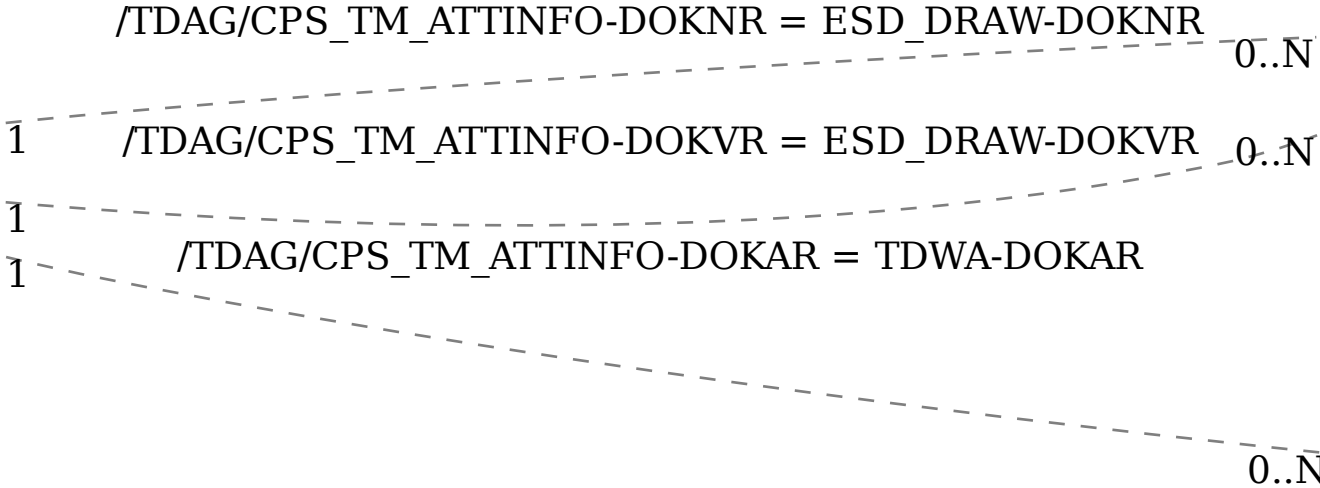 /TDAG/CPS_TM_ATTINFO-DOKNR = ESD_DRAW-DOKNR
0..N
1
/TDAG/CPS_TM_ATTINFO-DOKVR = ESD_DRAW-DOKVR
0..N
1
/TDAG/CPS_TM_ATTINFO-DOKAR = TDWA-DOKAR
1
0..N